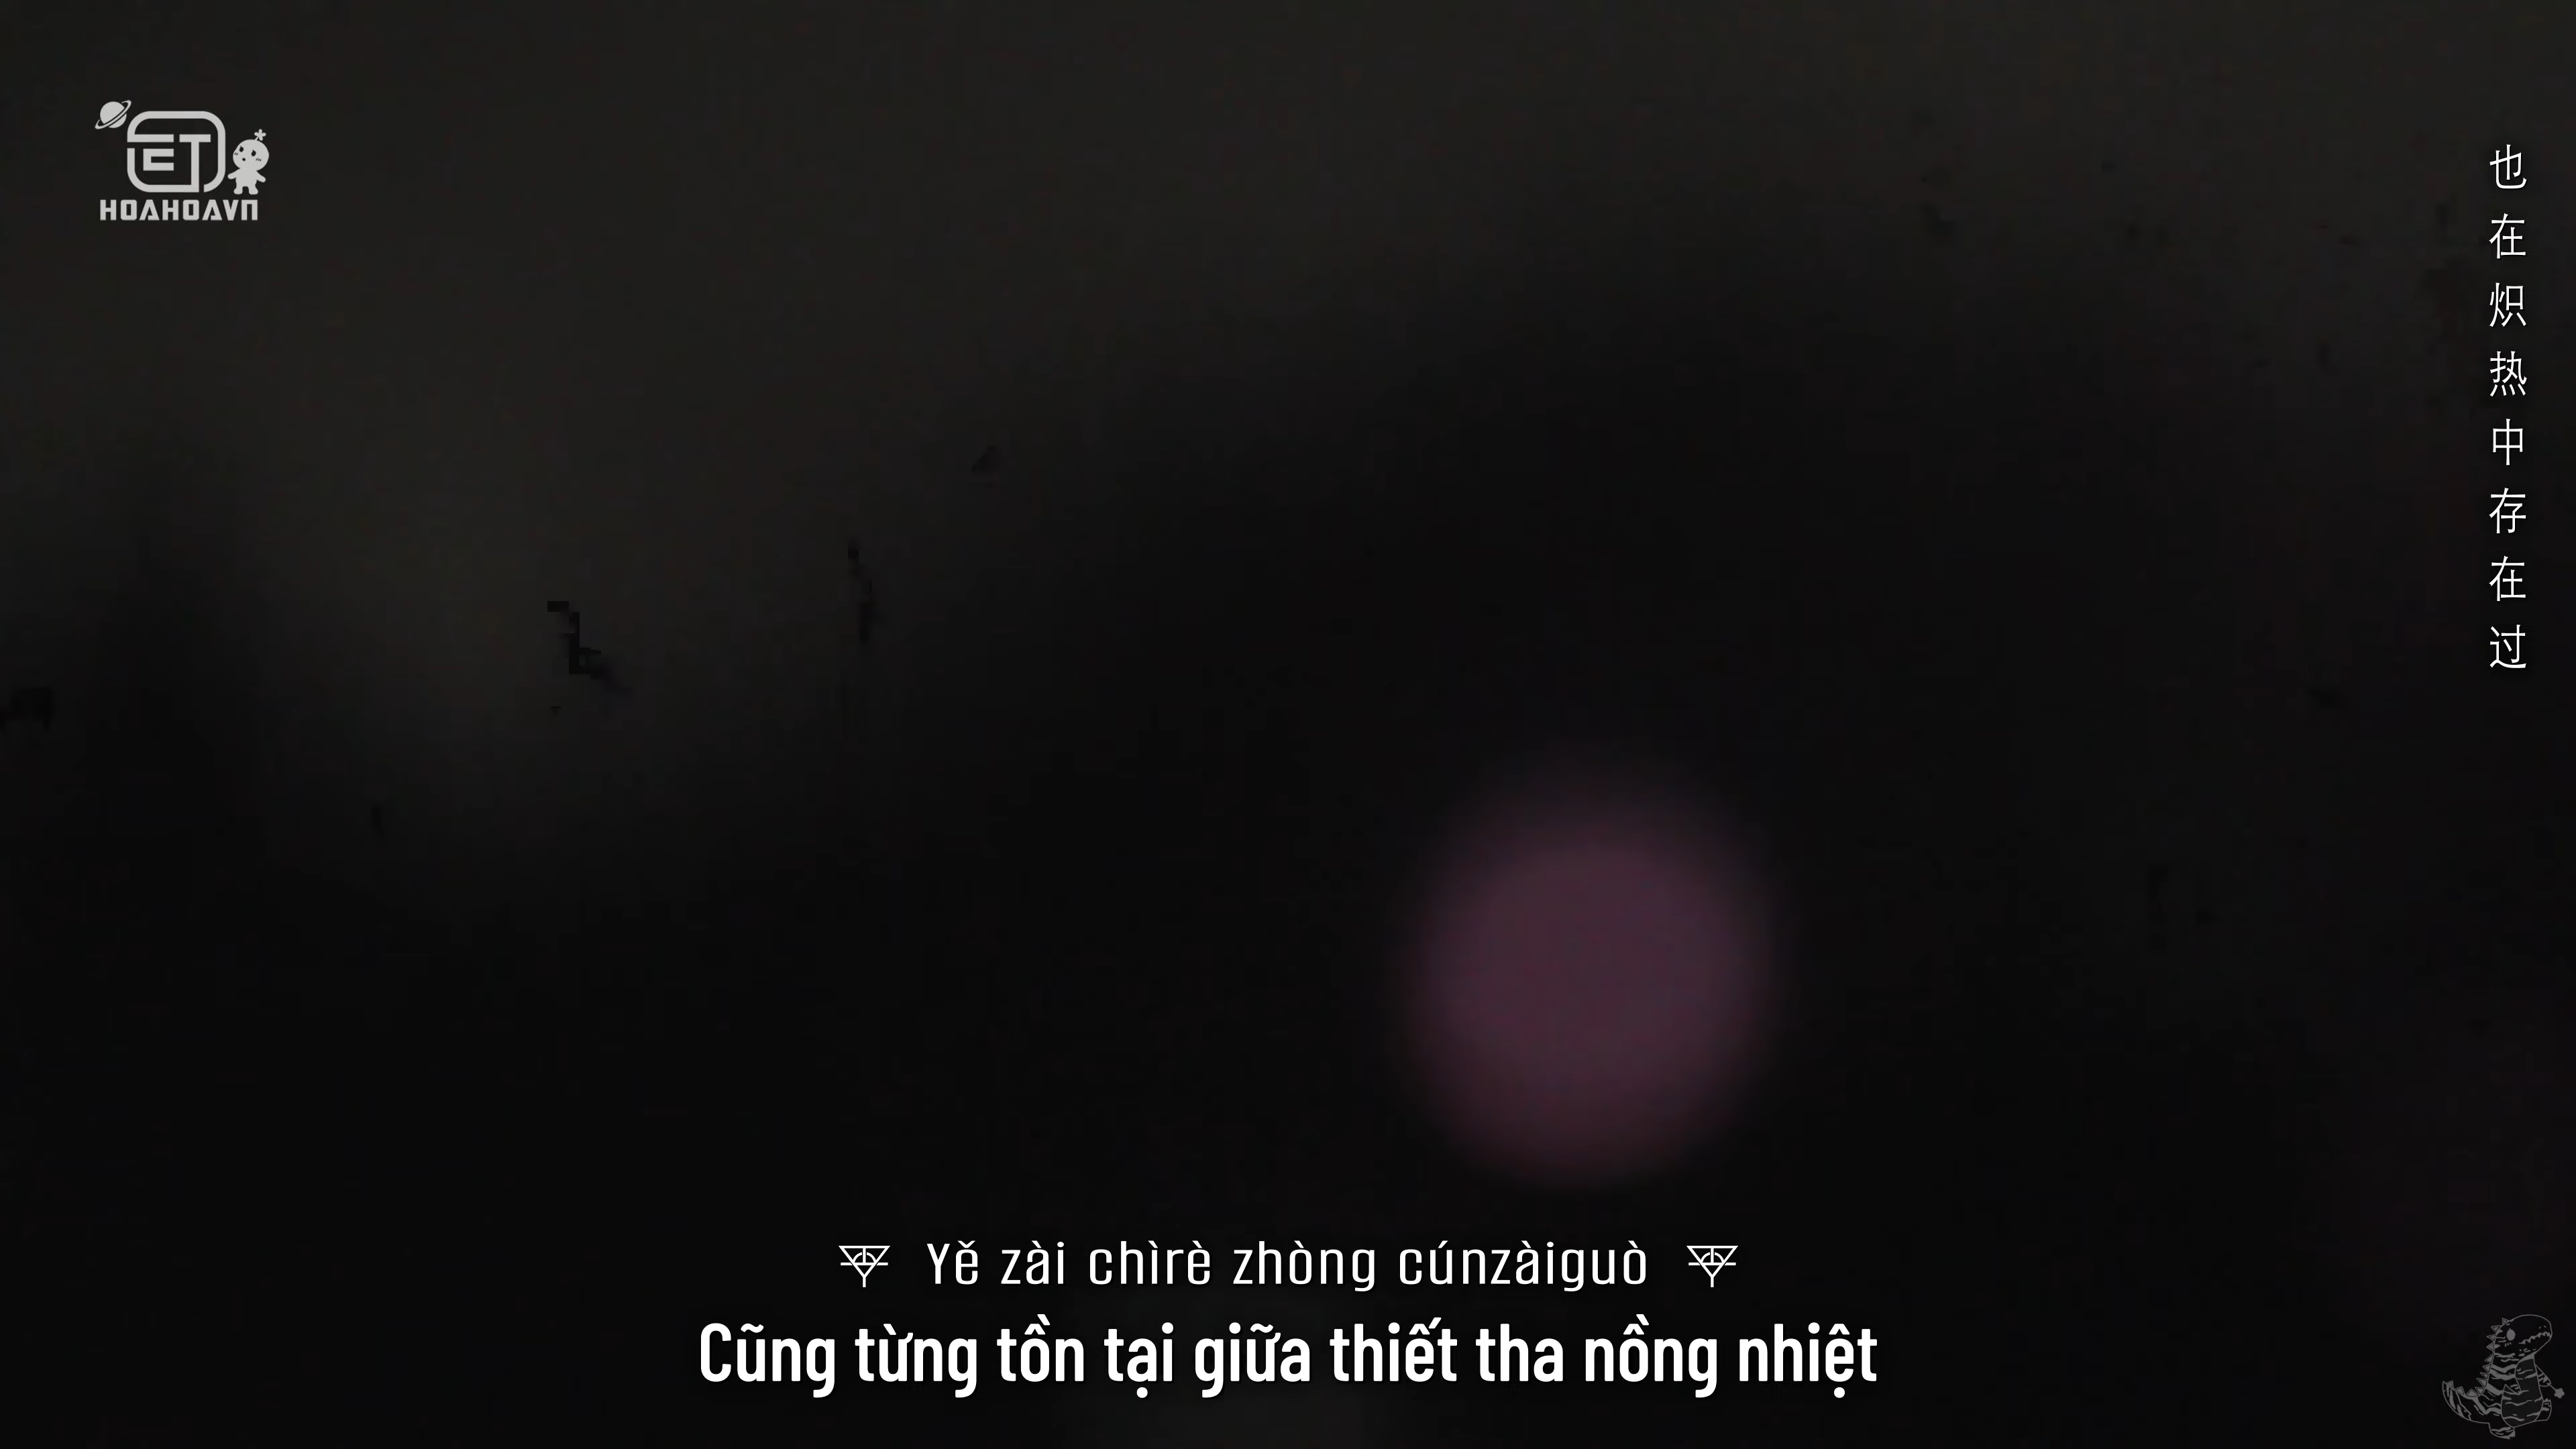 ET
HOAHOAVN
也在炽热中存在过
Yě zài chìrè zhòng cúnzàiguò
Cũng từng tồn tại giữa thiết tha nồng nhiệt